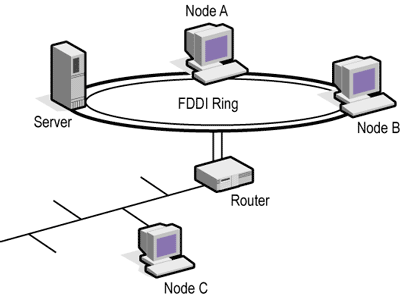 Node A
FDDI Ring
Server
Node B
Router
Node C